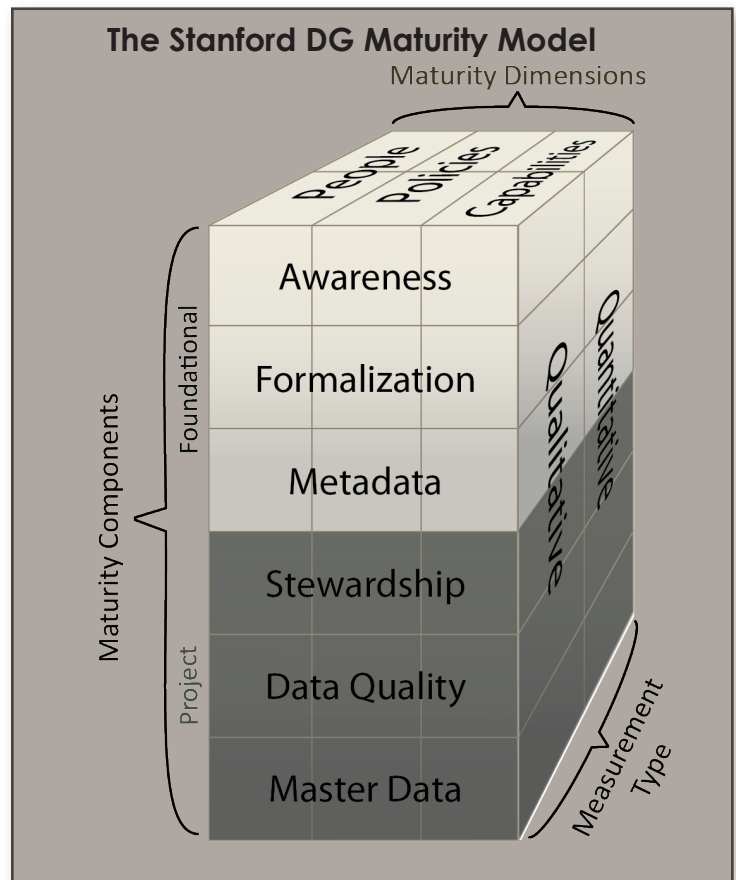 The Stanford DG Maturity Model
Maturity Dimensions
People
Policies
Capabilities
Awareness
Formalization
Metadata
Stewardship
Data Quality
Master Data
Qualitative
Quantitative
Maturity Components
Foundational
Project
Measurement
Type